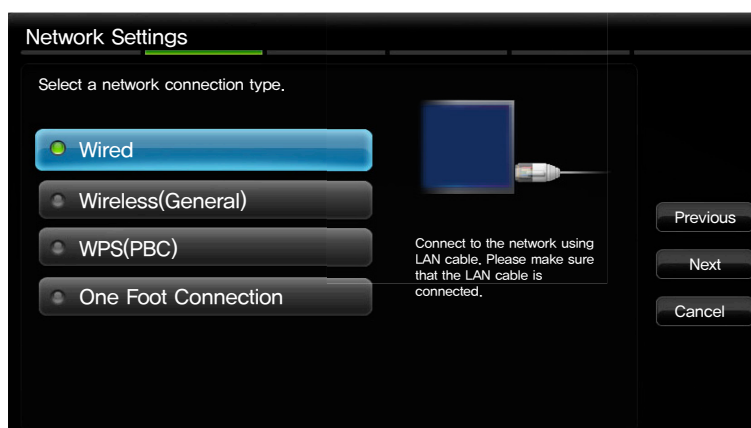 Network Settings
Select a network connection type.
Wired
Wireless(General)
WPS(PBC)
One Foot Connection
Connect to the network using
LAN cable. Please make sure
that the LAN cable is
connected.
Previous
Next
Cancel